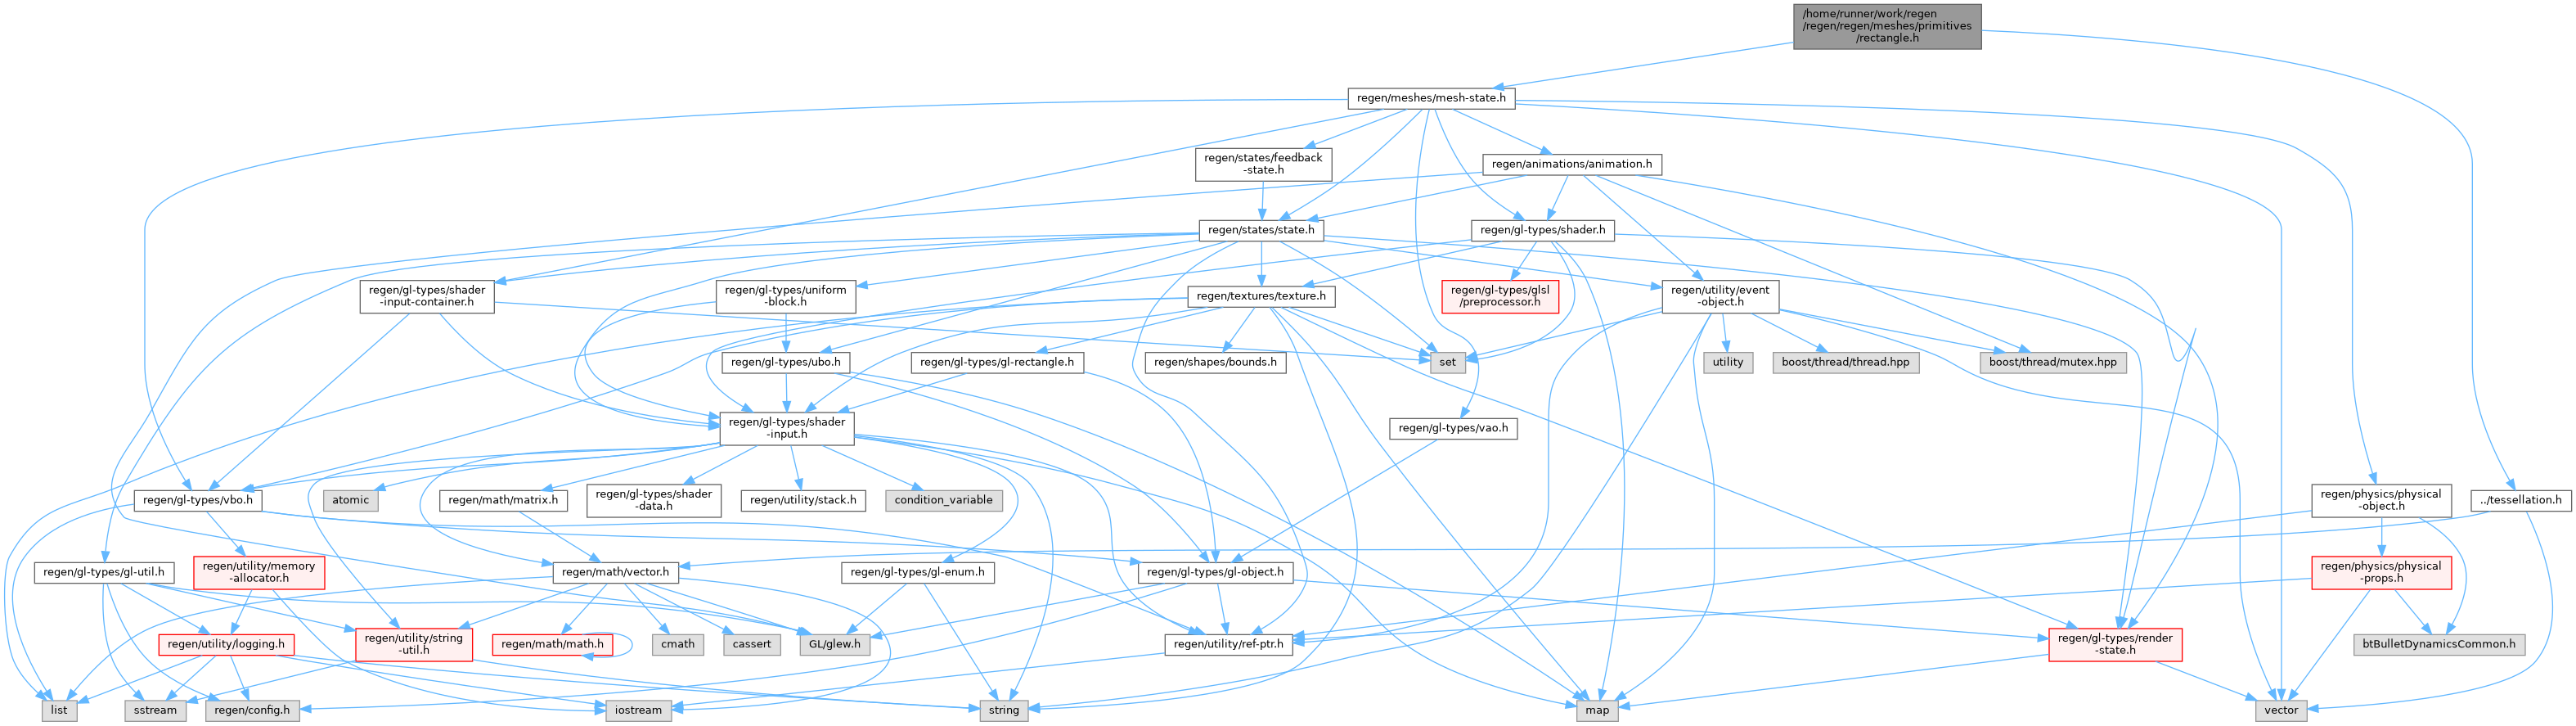 /home/runner/work/regen
/regen/regen/meshes/primitives
/rectangle.h
regen/meshes/mesh-state.h
regen/states/feedback
-state.h
regen/animations/animation.h
regen/states/state.h
regen/gl-types/shader.h
regen/gl-types/shader
-input-container.h
regen/gl-types/uniform
-block.h
regen/textures/texture.h
regen/gl-types/glsl
/preprocessor.h
regen/utility/event
-object.h
regen/gl-types/ubo.h
regen/gl-types/gl-rectangle.h
regen/shapes/bounds.h
set
utility
boost/thread/thread.hpp
boost/thread/mutex.hpp
regen/gl-types/shader
-input.h
regen/gl-types/vao.h
regen/gl-types/vbo.h
atomic
regen/math/matrix.h
regen/gl-types/shader
-data.h
regen/utility/stack.h
condition_variable
regen/physics/physical
-object.h
../tessellation.h
regen/gl-types/gl-util.h
regen/utility/memory
-allocator.h
regen/math/vector.h
regen/gl-types/gl-enum.h
regen/gl-types/gl-object.h
regen/physics/physical
-props.h
regen/utility/logging.h
regen/utility/string
-util.h
regen/math/math.h
cmath
cassert
GL/glew.h
regen/utility/ref-ptr.h
regen/gl-types/render
-state.h
btBulletDynamicsCommon.h
list
sstream
regen/config.h
iostream
string
map
vector